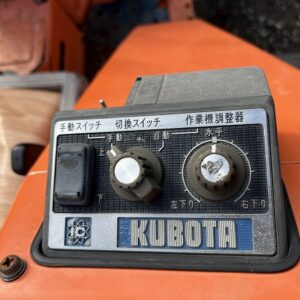 手動スイッチ 切換スイッチ 作業機調整器
手動 自動 水平
下 左下り 右下り
IC KUBOTA